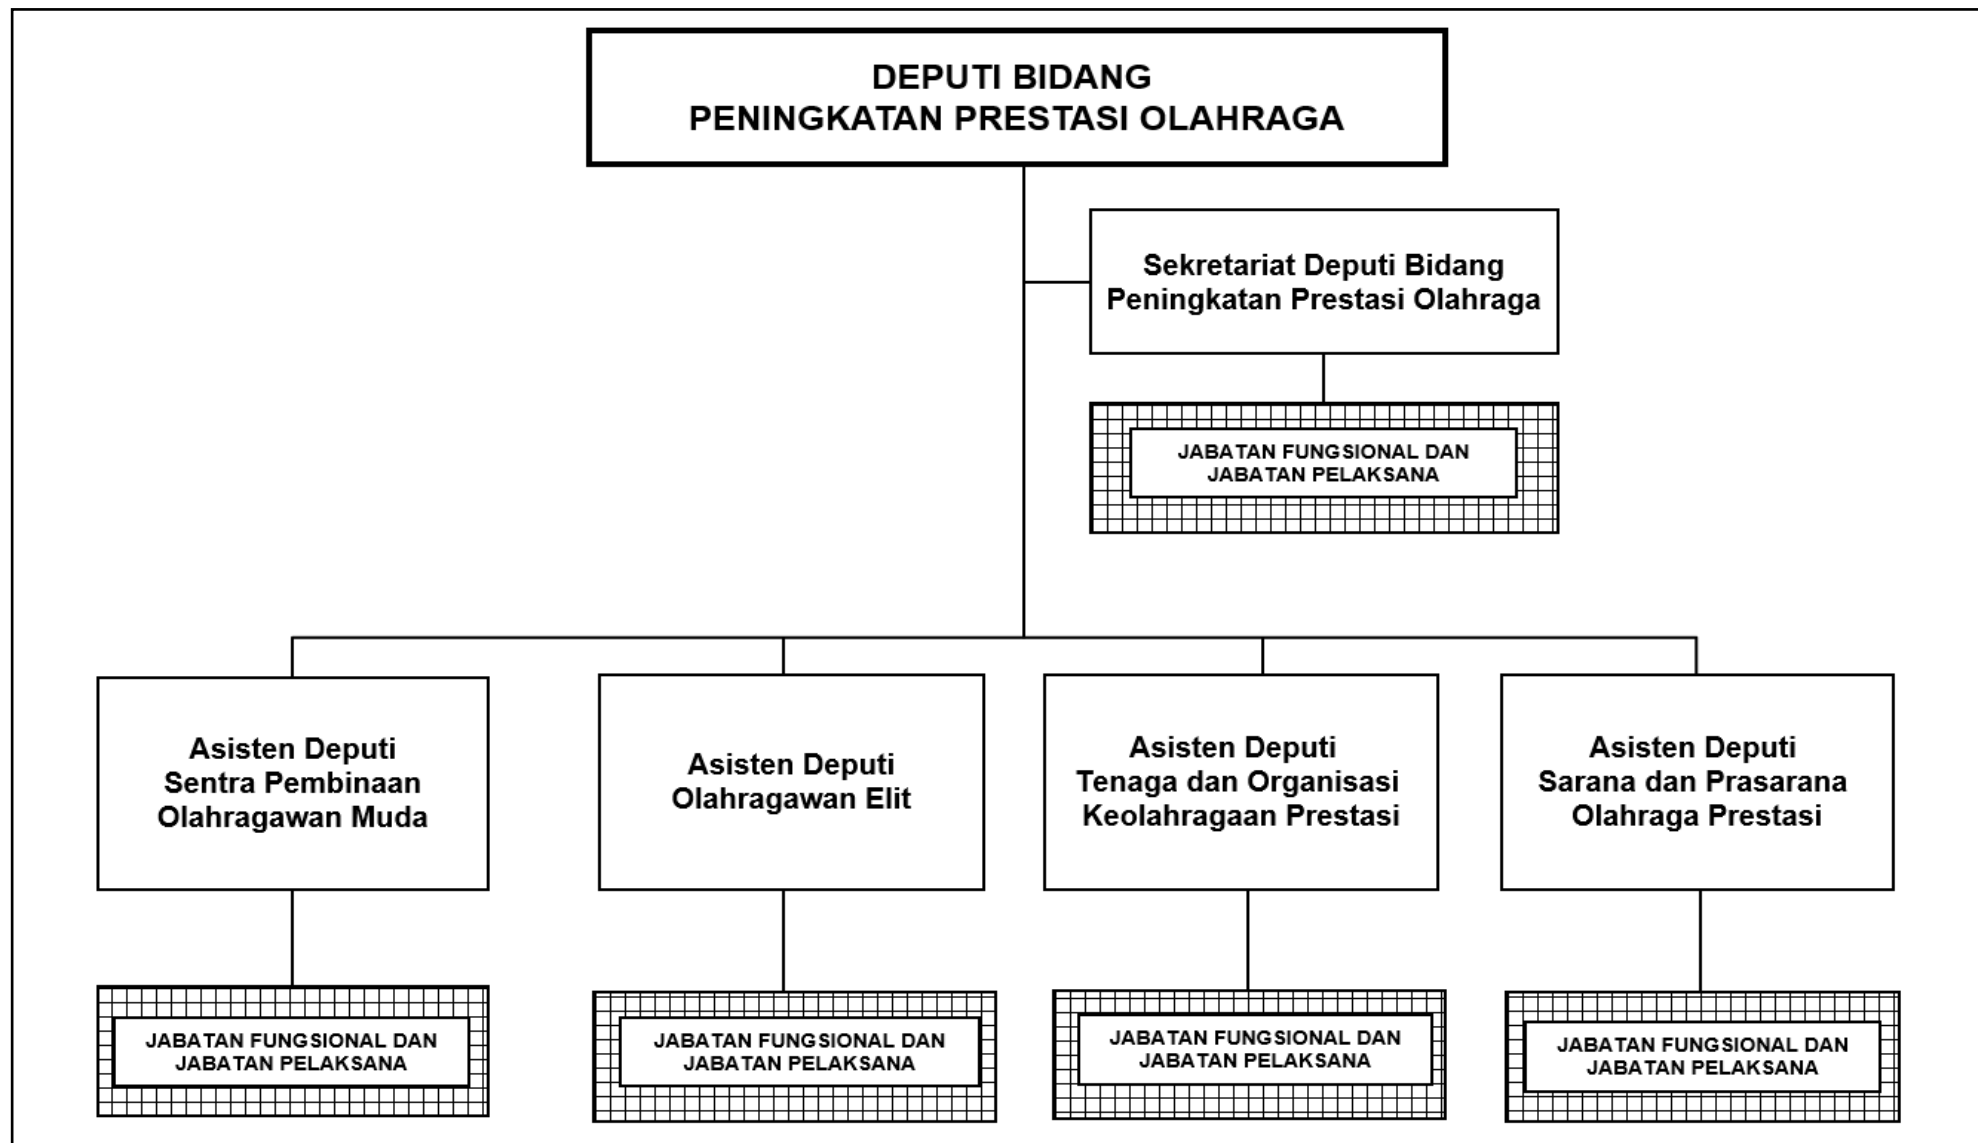 DEPUTI BIDANG
PENINGKATAN PRESTASI OLAHRAGA
Sekretariat Deputi Bidang
Peningkatan Prestasi Olahraga
JABATAN FUNGSIONAL DAN
JABATAN PELAKSANA
Asisten Deputi
Sentra Pembinaan
Olahragawan Muda
Asisten Deputi
Olahragawan Elit
Asisten Deputi
Tenaga dan Organisasi
Keolahragaan Prestasi
Asisten Deputi
Sarana dan Prasarana
Olahraga Prestasi
JABATAN FUNGSIONAL DAN
JABATAN PELAKSANA
JABATAN FUNGSIONAL DAN
JABATAN PELAKSANA
JABATAN FUNGSIONAL DAN
JABATAN PELAKSANA
JABATAN FUNGSIONAL DAN
JABATAN PELAKSANA